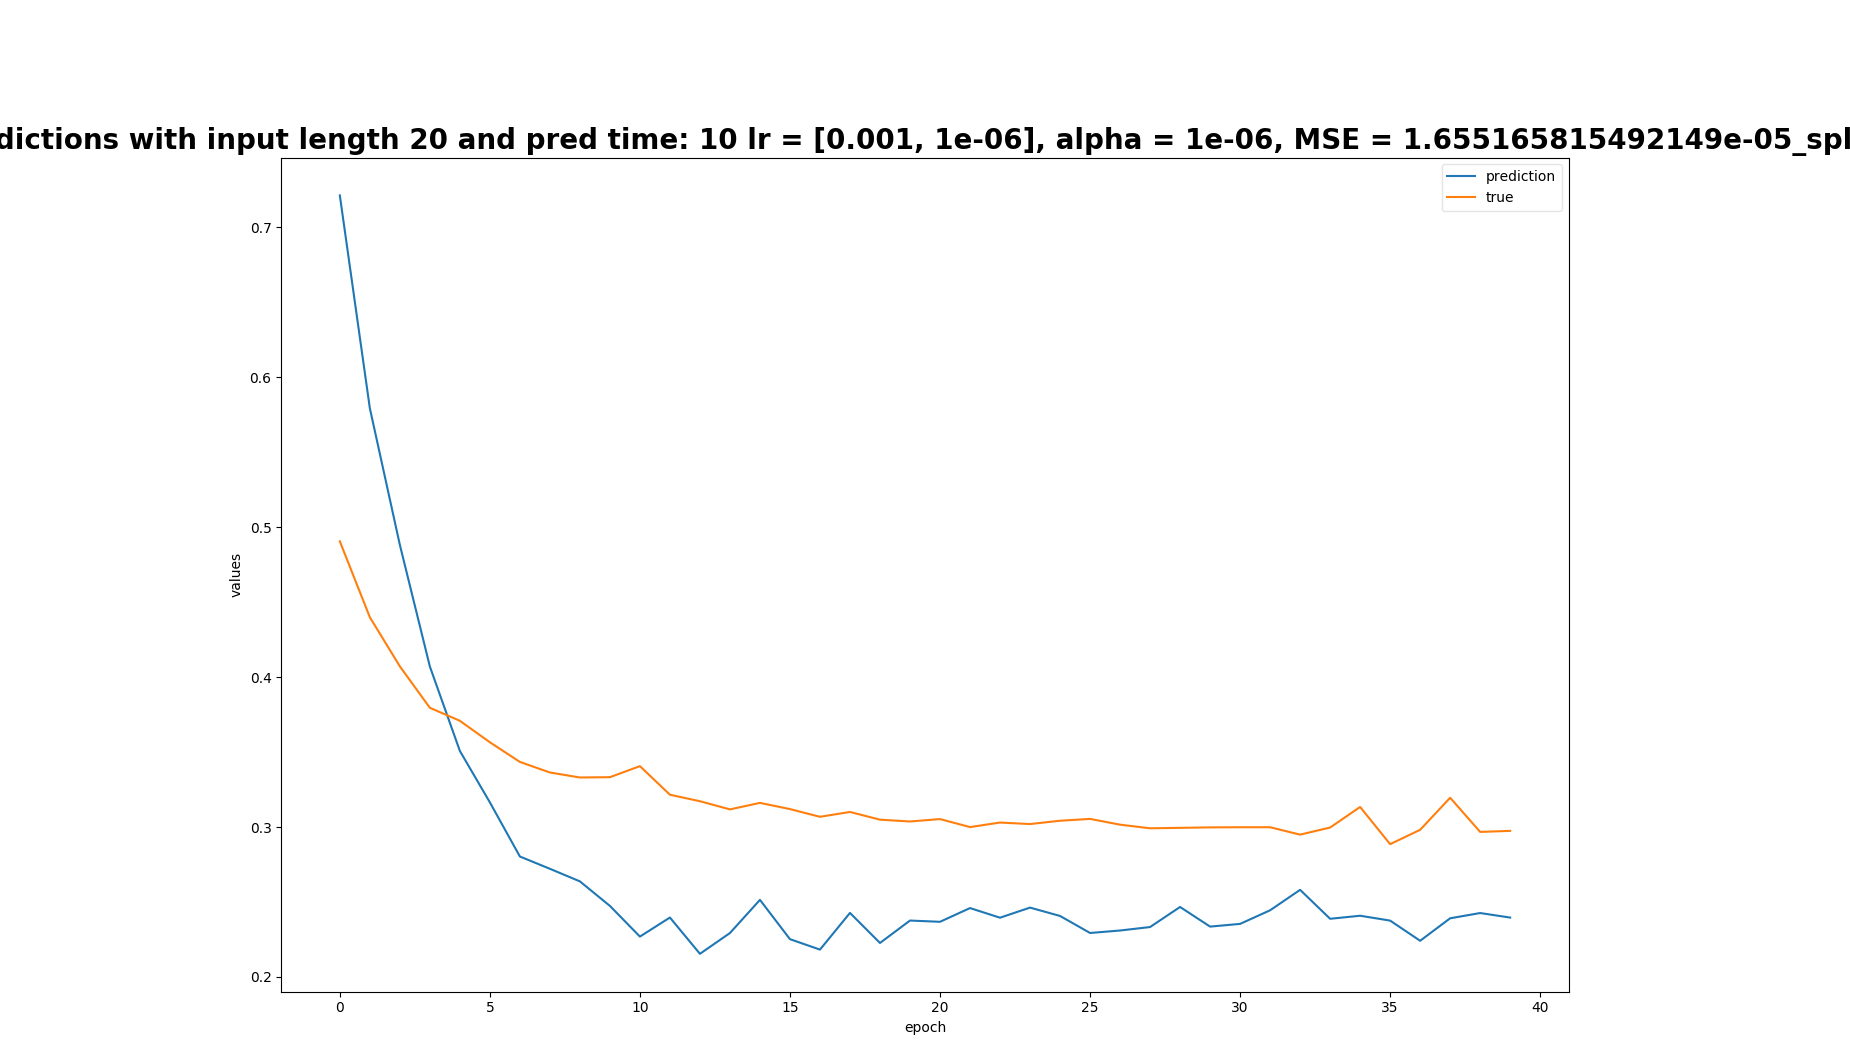 dictions with input length 20 and pred time: 10 lr = [0.001, 1e-06], alpha = 1e-06, MSE = 1.655165815492149e-05_spl
prediction
true
0.7
0.6
0.5
0.4
0.3
0.2
values
0 5 10 15 20 25 30 35 40
epoch